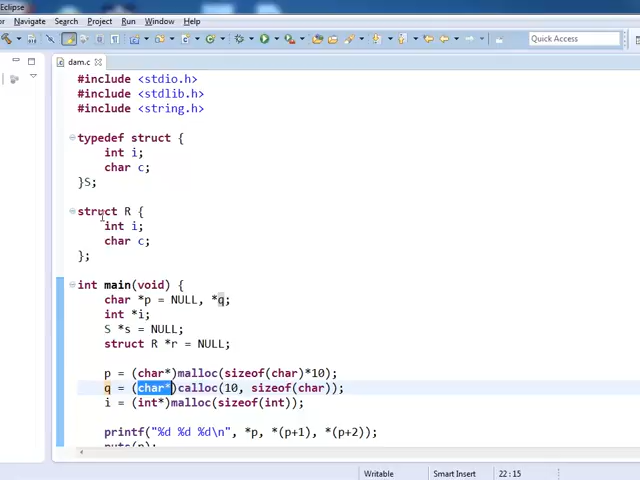 Eclipse
Navigate Search Project Run Window Help
Quick Access
dam.c
#include <stdio.h>
#include <stdlib.h>
#include <string.h>
typedef struct {
int i;
char c;
}S;
struct R {
int i;
char c;
};
int main(void) {
char *p = NULL, *q;
int *i;
S *s = NULL;
struct R *r = NULL;
p = (char*)malloc(sizeof(char)*10);
q = (char*)calloc(10, sizeof(char));
i = (int*)malloc(sizeof(int));
printf("%d %d %d\n", *p, *(p+1), *(p+2));
Writable Smart Insert 22:15